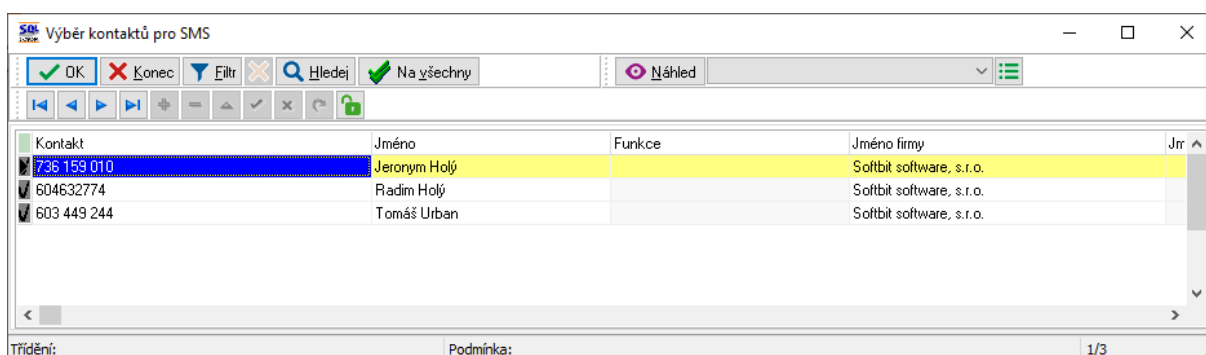 SQL Výběr kontaktů pro SMS
OK Konec Filtr Hledej Na všechny Náhled
Kontakt Jméno Funkce Jméno firmy Jm
736 159 010 Jeronym Holý Softbit software, s.r.o.
604632774 Radim Holý Softbit software, s.r.o.
603 449 244 Tomáš Urban Softbit software, s.r.o.
Třídění: Podmínka: 1/3